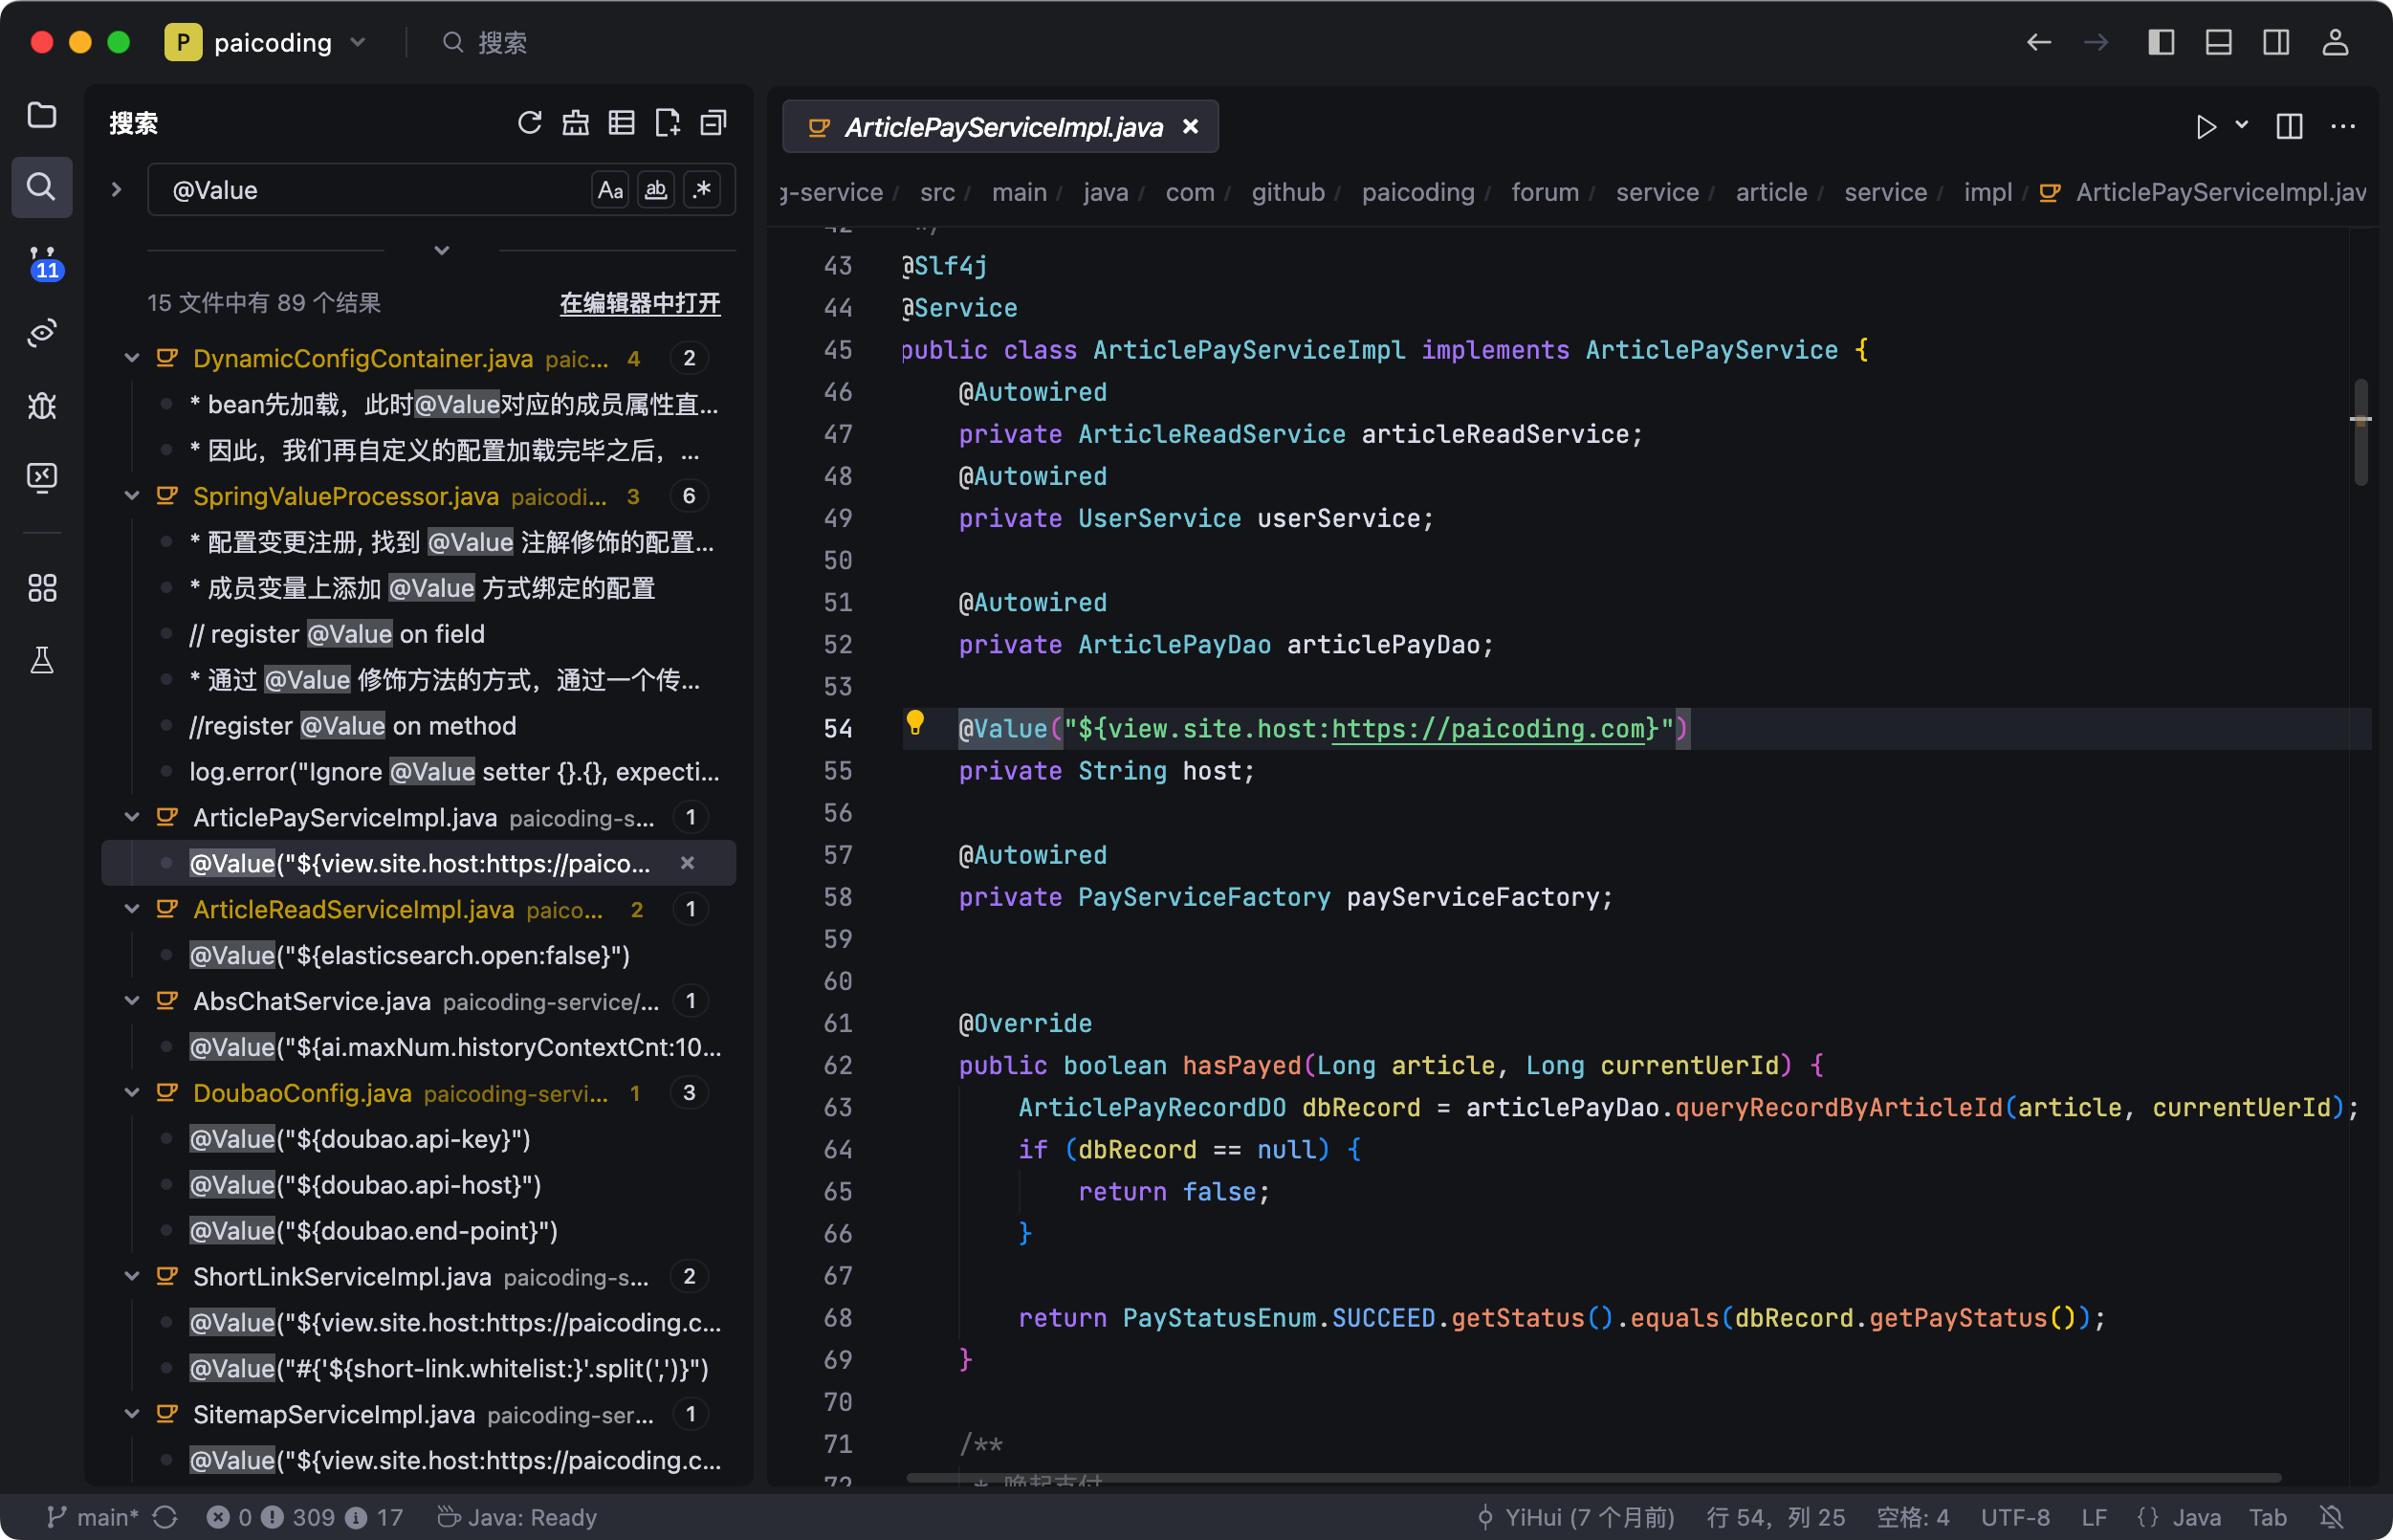 P paicoding 搜索
搜索
@Value Aa ab .*
11
15 文件中有 89 个结果 在编辑器中打开
DynamicConfigContainer.java paic... 4 2
* bean先加载，此时@Value对应的成员属性直...
* 因此，我们再自定义的配置加载完毕之后，...
SpringValueProcessor.java paicodi... 3 6
* 配置变更注册, 找到 @Value 注解修饰的配置...
* 成员变量上添加 @Value 方式绑定的配置
// register @Value on field
* 通过 @Value 修饰方法的方式，通过一个传...
//register @Value on method
log.error("Ignore @Value setter {}.{}, expecti...
ArticlePayServiceImpl.java paicoding-s... 1
@Value("${view.site.host:https://paico...
ArticleReadServiceImpl.java paico... 2 1
@Value("${elasticsearch.open:false}")
AbsChatService.java paicoding-service/... 1
@Value("${ai.maxNum.historyContextCnt:10...
DoubaoConfig.java paicoding-servi... 1 3
@Value("${doubao.api-key}")
@Value("${doubao.api-host}")
@Value("${doubao.end-point}")
ShortLinkServiceImpl.java paicoding-s... 2
@Value("${view.site.host:https://paicoding.c...
@Value("#{'${short-link.whitelist:}'.split(',')}")
SitemapServiceImpl.java paicoding-ser... 1
@Value("${view.site.host:https://paicoding.c...
ArticlePayServiceImpl.java
g-service / src / main / java / com / github / paicoding / forum / service / article / service / impl / ArticlePayServiceImpl.jav
42 */
43 @Slf4j
44 @Service
45 public class ArticlePayServiceImpl implements ArticlePayService {
46 @Autowired
47 private ArticleReadService articleReadService;
48 @Autowired
49 private UserService userService;
50
51 @Autowired
52 private ArticlePayDao articlePayDao;
53
54 @Value("${view.site.host:https://paicoding.com}")
55 private String host;
56
57 @Autowired
58 private PayServiceFactory payServiceFactory;
59
60
61 @Override
62 public boolean hasPayed(Long article, Long currentUerId) {
63 ArticlePayRecordDO dbRecord = articlePayDao.queryRecordByArticleId(article, currentUerId);
64 if (dbRecord == null) {
65 return false;
66 }
67
68 return PayStatusEnum.SUCCEED.getStatus().equals(dbRecord.getPayStatus());
69 }
70
71 /**
72 * 唤起支付
main* 0 309 17 Java: Ready YiHui (7 个月前) 行 54，列 25 空格: 4 UTF-8 LF {} Java Tab